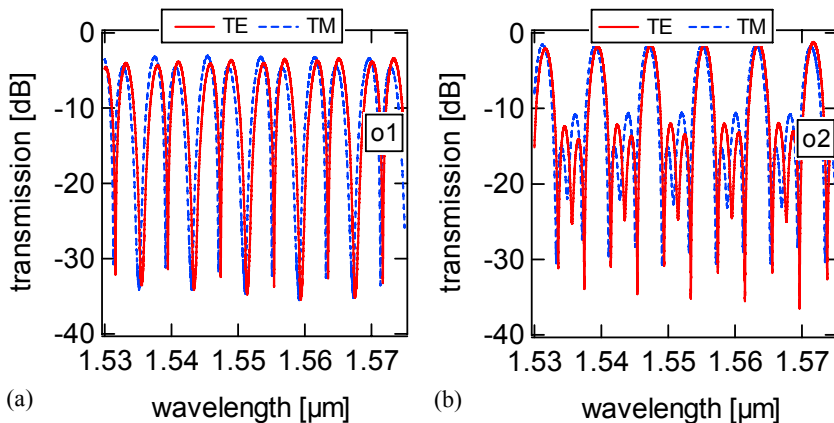 TE TM
0
-10
-20
-30
-40
transmission [dB]
o1
1.53 1.54 1.55 1.56 1.57
wavelength [µm]
(a)
TE TM
0
-10
-20
-30
-40
transmission [dB]
o2
1.53 1.54 1.55 1.56 1.57
wavelength [µm]
(b)